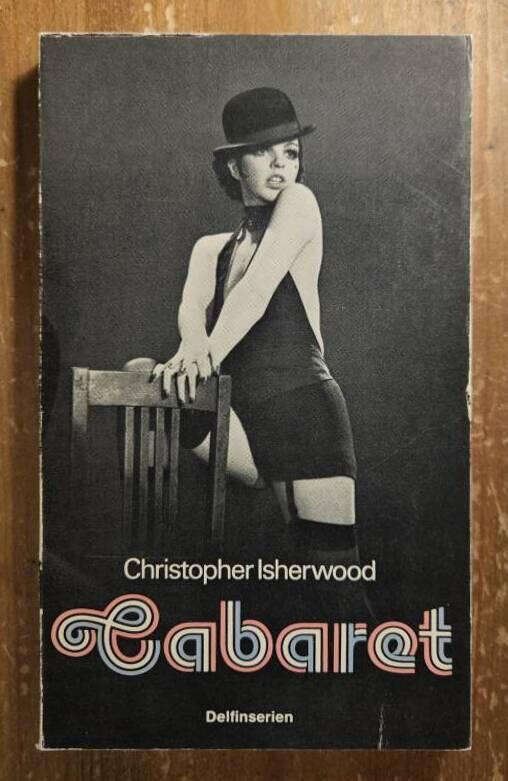 Christopher Isherwood
Cabaret
Delfinserien